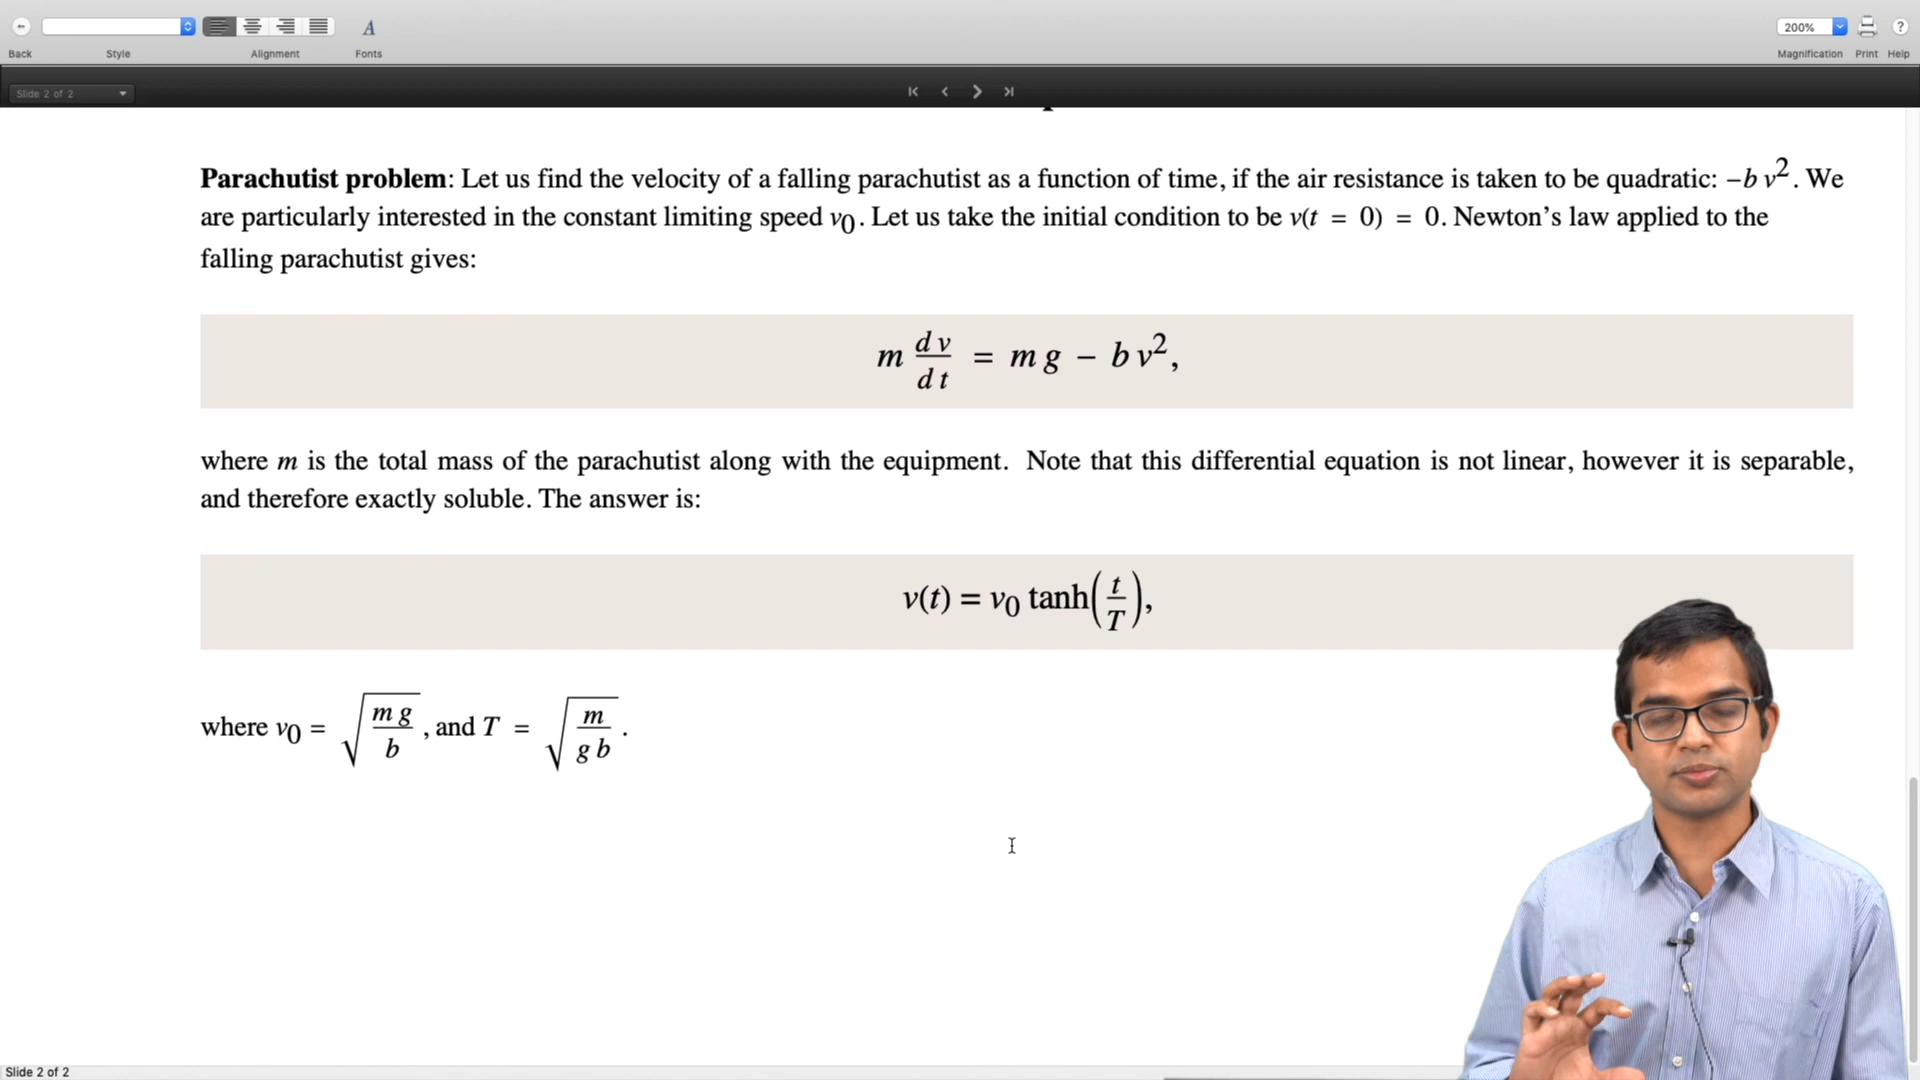 200%
Back Style Alignment Fonts Magnification Print Help
Slide 2 of 2
Parachutist problem: Let us find the velocity of a falling parachutist as a function of time, if the air resistance is taken to be quadratic: −b v². We
are particularly interested in the constant limiting speed v₀. Let us take the initial condition to be v(t = 0) = 0. Newton’s law applied to the
falling parachutist gives:
m dv/dt = m g − b v²,
where m is the total mass of the parachutist along with the equipment. Note that this differential equation is not linear, however it is separable,
and therefore exactly soluble. The answer is:
v(t) = v₀ tanh(t/T),
where v₀ = √(m g/b), and T = √(m/g b).
Slide 2 of 2